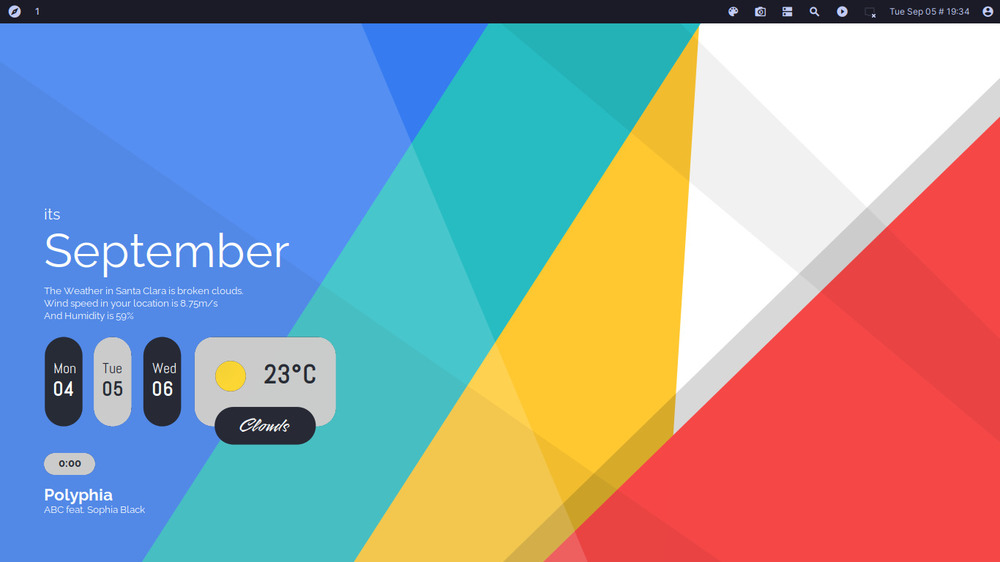 1
Tue Sep 05 # 19:34
its
September
The Weather in Santa Clara is broken clouds.
Wind speed in your location is 8.75m/s
And Humidity is 59%
Mon Tue Wed
04 05 06
23°C
Clouds
0:00
Polyphia
ABC feat. Sophia Black